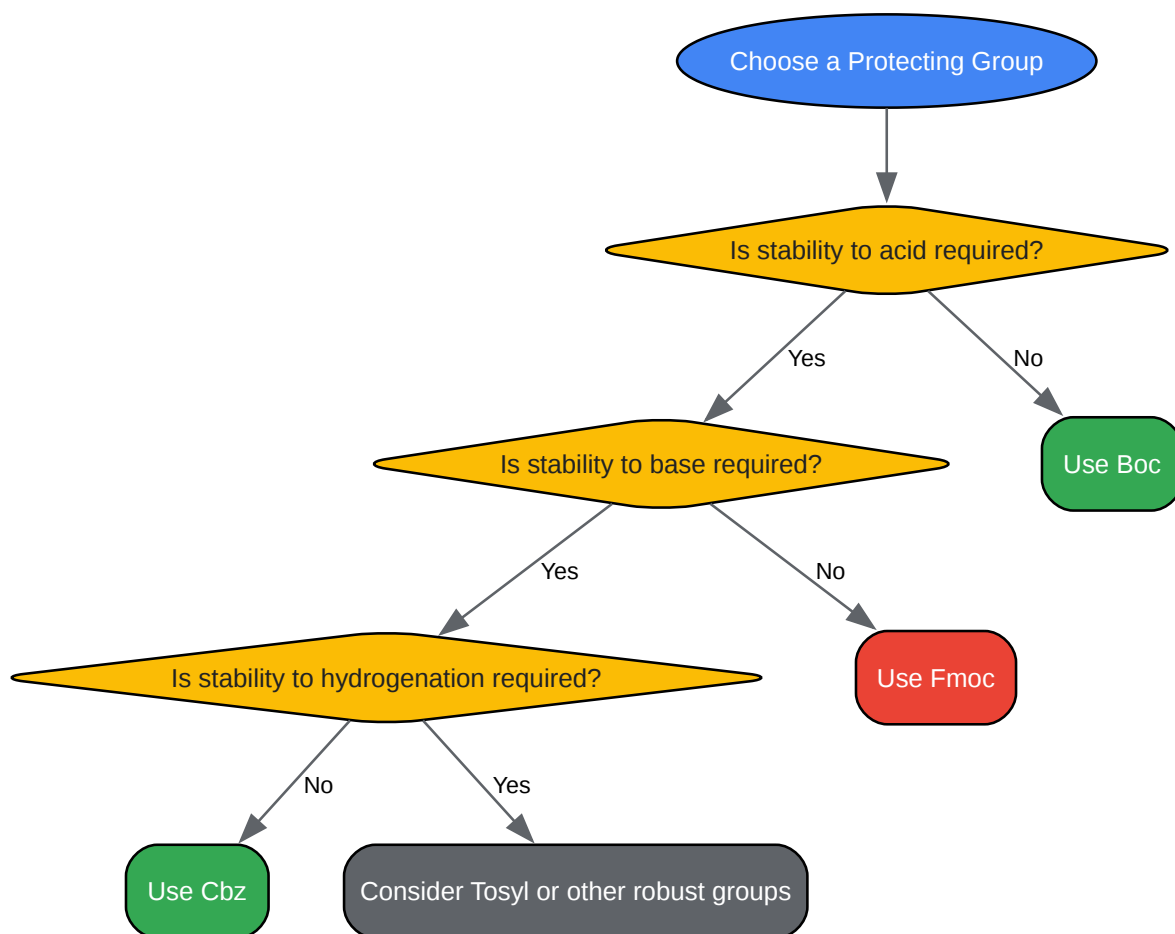 Choose a Protecting Group
Is stability to acid required?
Yes
No
Is stability to base required?
Use Boc
Yes
No
Is stability to hydrogenation required?
Use Fmoc
No
Yes
Use Cbz
Consider Tosyl or other robust groups